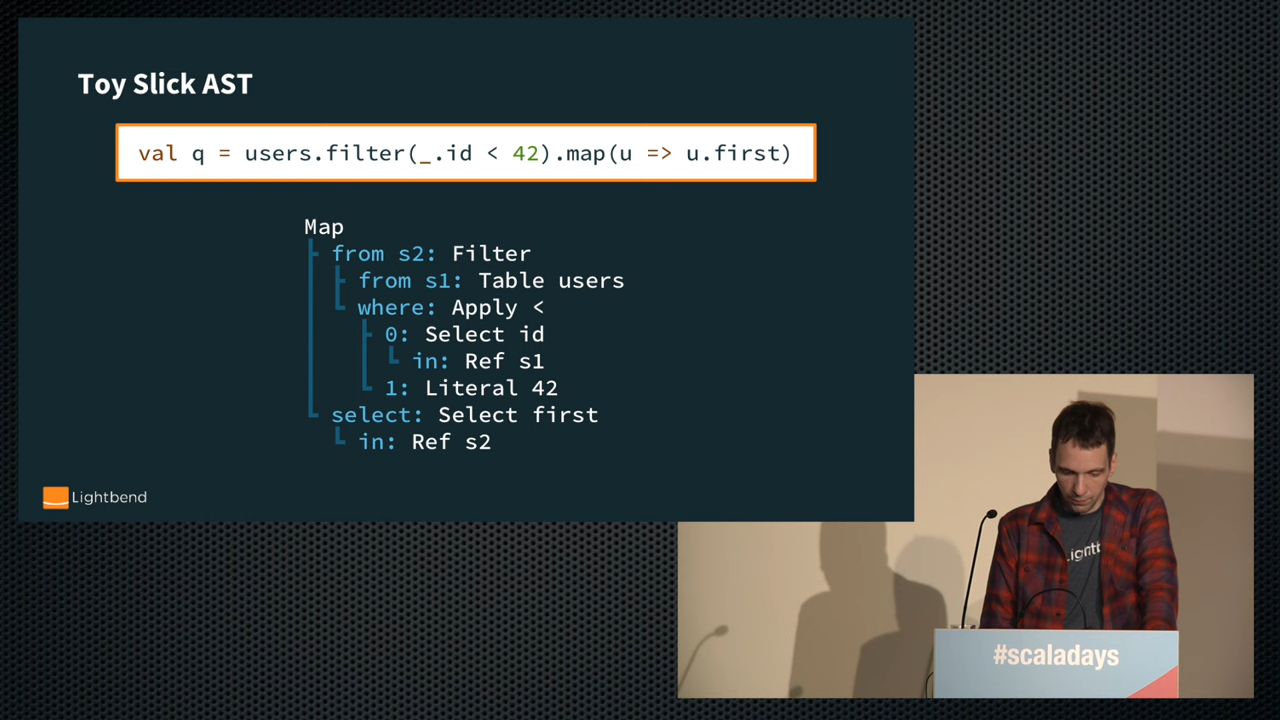 Toy Slick AST
val q = users.filter(_.id < 42).map(u => u.first)
Map
from s2: Filter
from s1: Table users
where: Apply <
0: Select id
in: Ref s1
1: Literal 42
select: Select first
in: Ref s2
Lightbend
Lightb
#scaladays